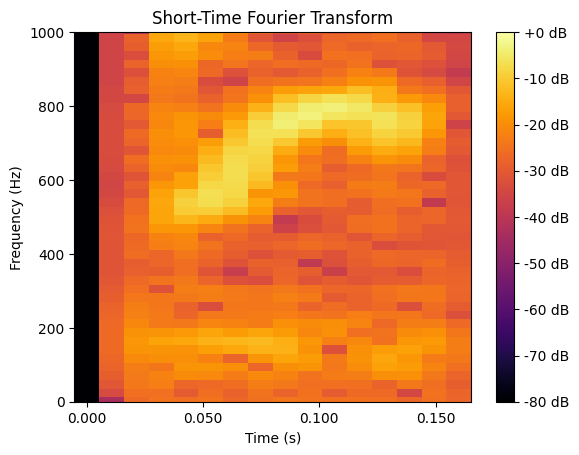 Short-Time Fourier Transform
1000
800
600
400
200
0
Frequency (Hz)
0.000
0.050
0.100
0.150
Time (s)
+0 dB
-10 dB
-20 dB
-30 dB
-40 dB
-50 dB
-60 dB
-70 dB
-80 dB